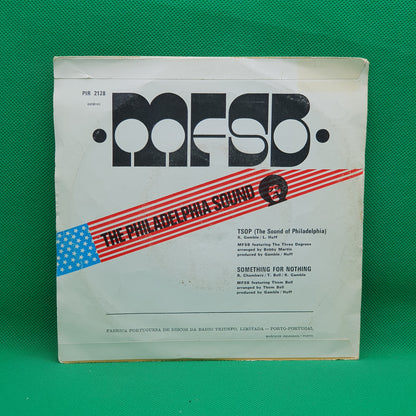 PIR 2128
MFSB
THE PHILADELPHIA SOUND
TSOP (The Sound of Philadelphia)
K. Gamble / L. Huff
MFSB featuring The Three Degrees
arranged by Bobby Martin
produced by Gamble / Huff
SOMETHING FOR NOTHING
R. Chambers / T. Bell / K. Gamble
MFSB featuring Thom Bell
arranged by Thom Bell
produced by Gamble / Huff
FABRICA PORTUGUESA DE DISCOS DA RADIO TRIUNFO, LIMITADA — PORTO-PORTUGAL